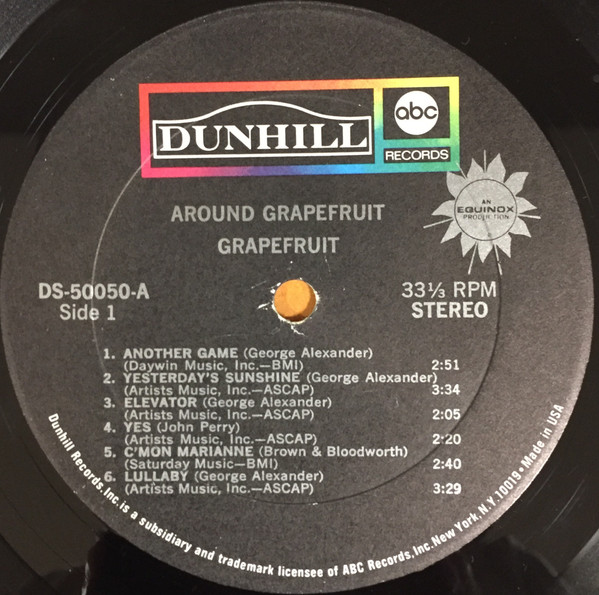 DUNHILL
abc
RECORDS
AN
EQUINOX
PRODUCTION
AROUND GRAPEFRUIT
GRAPEFRUIT
DS-50050-A
Side 1
33⅓ RPM
STEREO
1. ANOTHER GAME (George Alexander)
(Daywin Music, Inc.—BMI) 2:51
2. YESTERDAY'S SUNSHINE (George Alexander)
(Artists Music, Inc.—ASCAP) 3:34
3. ELEVATOR (George Alexander)
(Artists Music, Inc.—ASCAP) 2:05
4. YES (John Perry)
(Artists Music, Inc.—ASCAP) 2:20
5. C'MON MARIANNE (Brown & Bloodworth)
(Saturday Music—BMI) 2:40
6. LULLABY (George Alexander)
(Artists Music, Inc.—ASCAP) 3:29
Dunhill Records, Inc. is a subsidiary and trademark licensee of ABC Records, Inc. New York, N.Y. 10019 • Made in USA